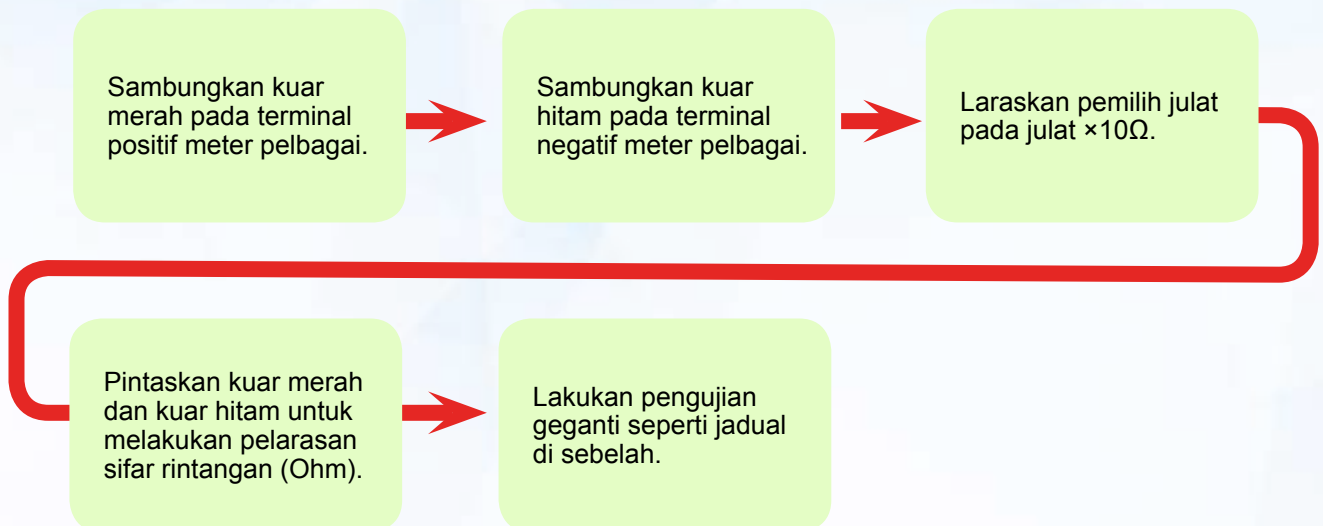 Sambungkan kuar
merah pada terminal
positif meter pelbagai.
Sambungkan kuar
hitam pada terminal
negatif meter pelbagai.
Laraskan pemilih julat
pada julat ×10Ω.
Pintaskan kuar merah
dan kuar hitam untuk
melakukan pelarasan
sifar rintangan (Ohm).
Lakukan pengujian
geganti seperti jadual
di sebelah.